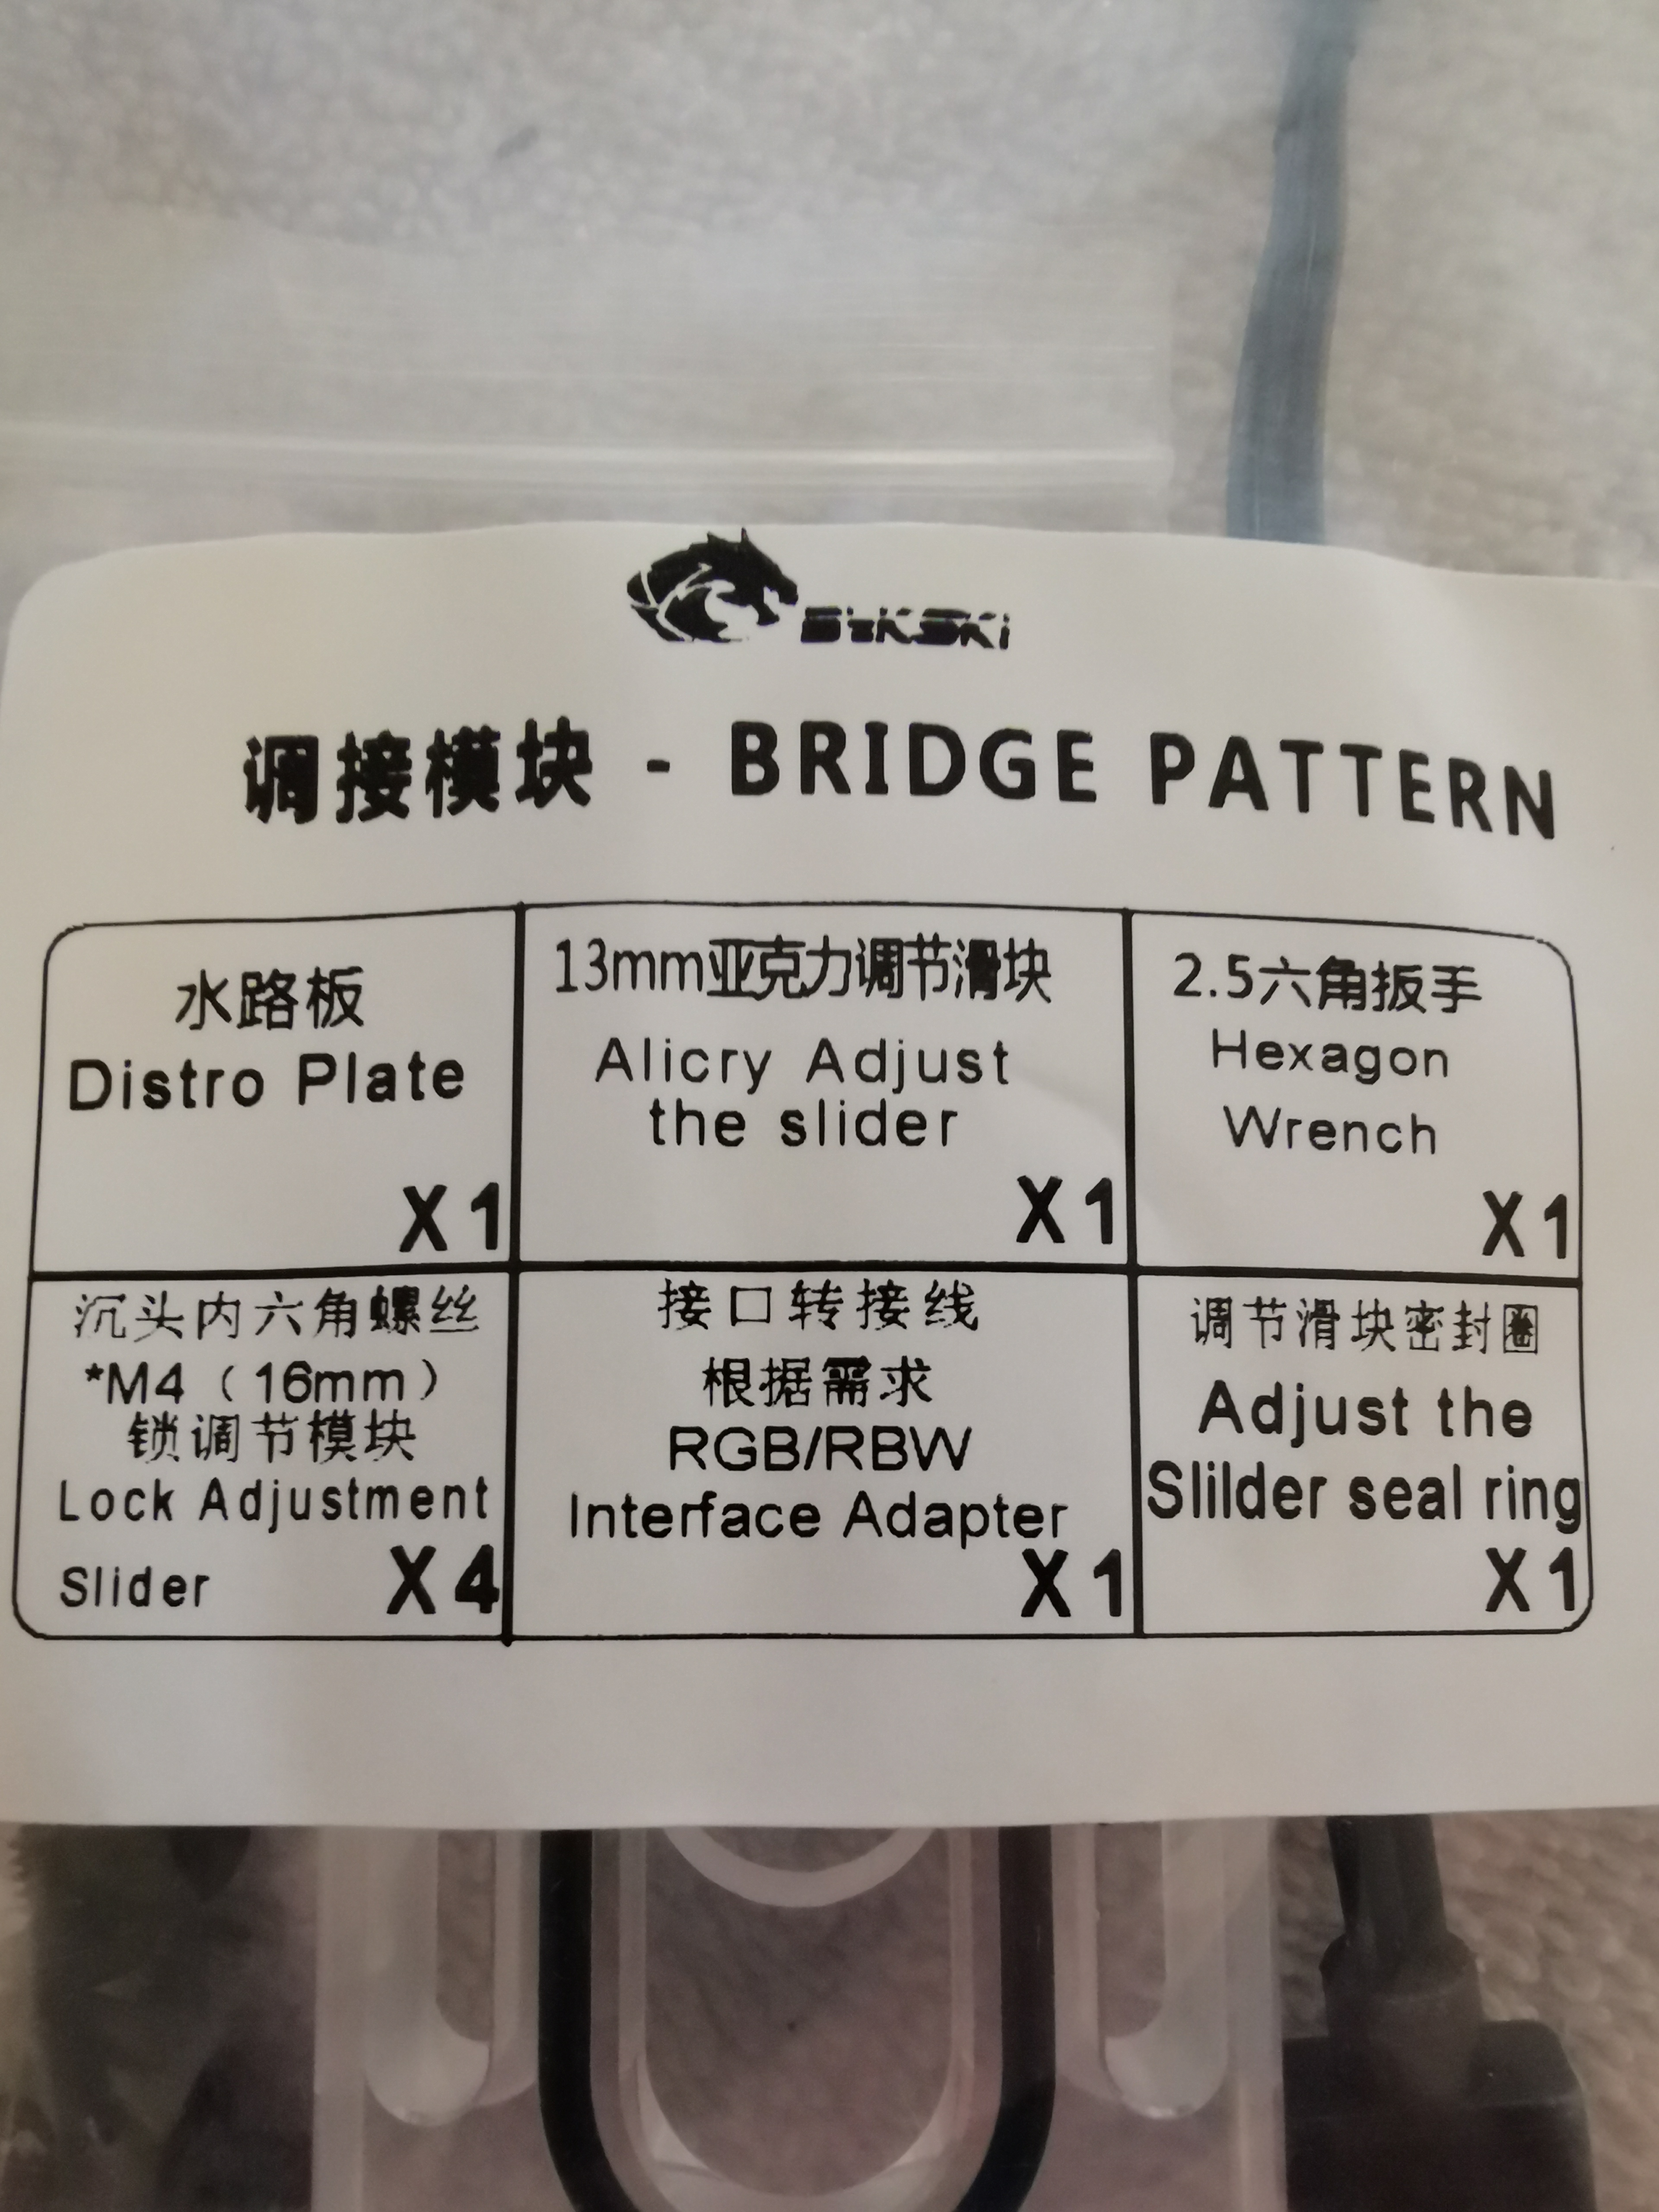 BYKSKI
调接模块 - BRIDGE PATTERN
水路板
Distro Plate
X1
13mm亚克力调节滑块
Alicry Adjust
the slider
X1
2.5六角扳手
Hexagon
Wrench
X1
沉头内六角螺丝
*M4（16mm）
锁调节模块
Lock Adjustment
Slider X4
接口转接线
根据需求
RGB/RBW
Interface Adapter
X1
调节滑块密封圈
Adjust the
Slilder seal ring
X1